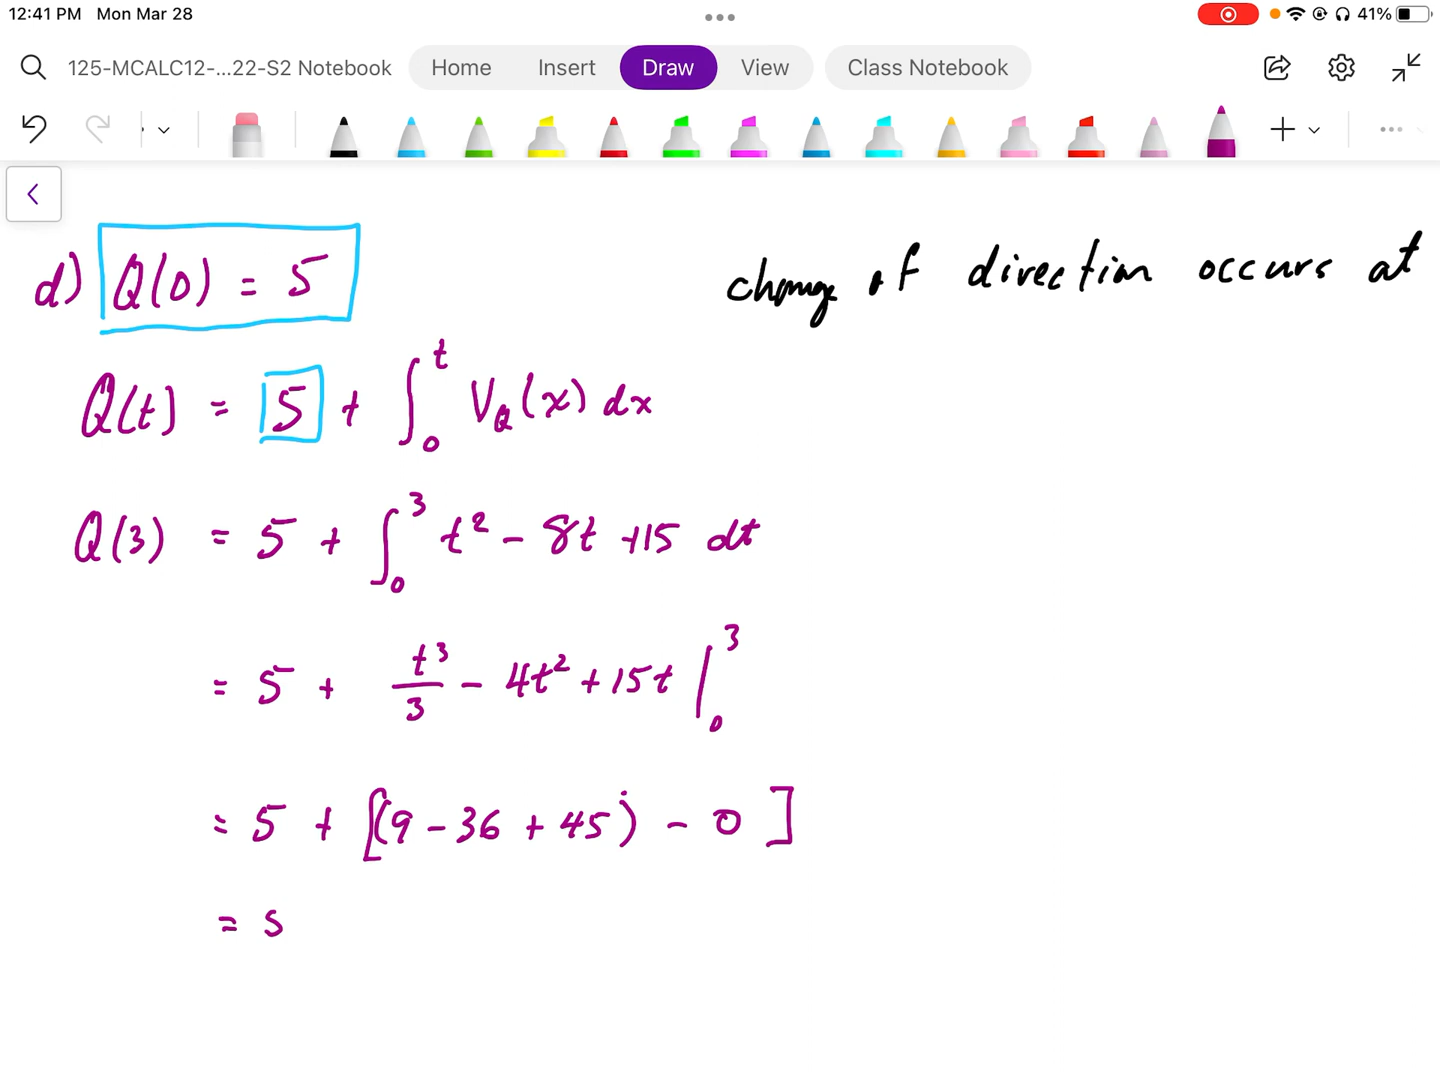 12:41 PM Mon Mar 28
41%
125-MCALC12-...22-S2 Notebook Home Insert Draw View Class Notebook
d) Q(0) = 5
change of direction occurs at
Q(t) = 5 + ∫₀ᵗ V_Q(x) dx
Q(3) = 5 + ∫₀³ t² - 8t + 15 dt
= 5 + t³/3 - 4t² + 15t |₀³
= 5 + [(9 - 36 + 45) - 0]
= 5